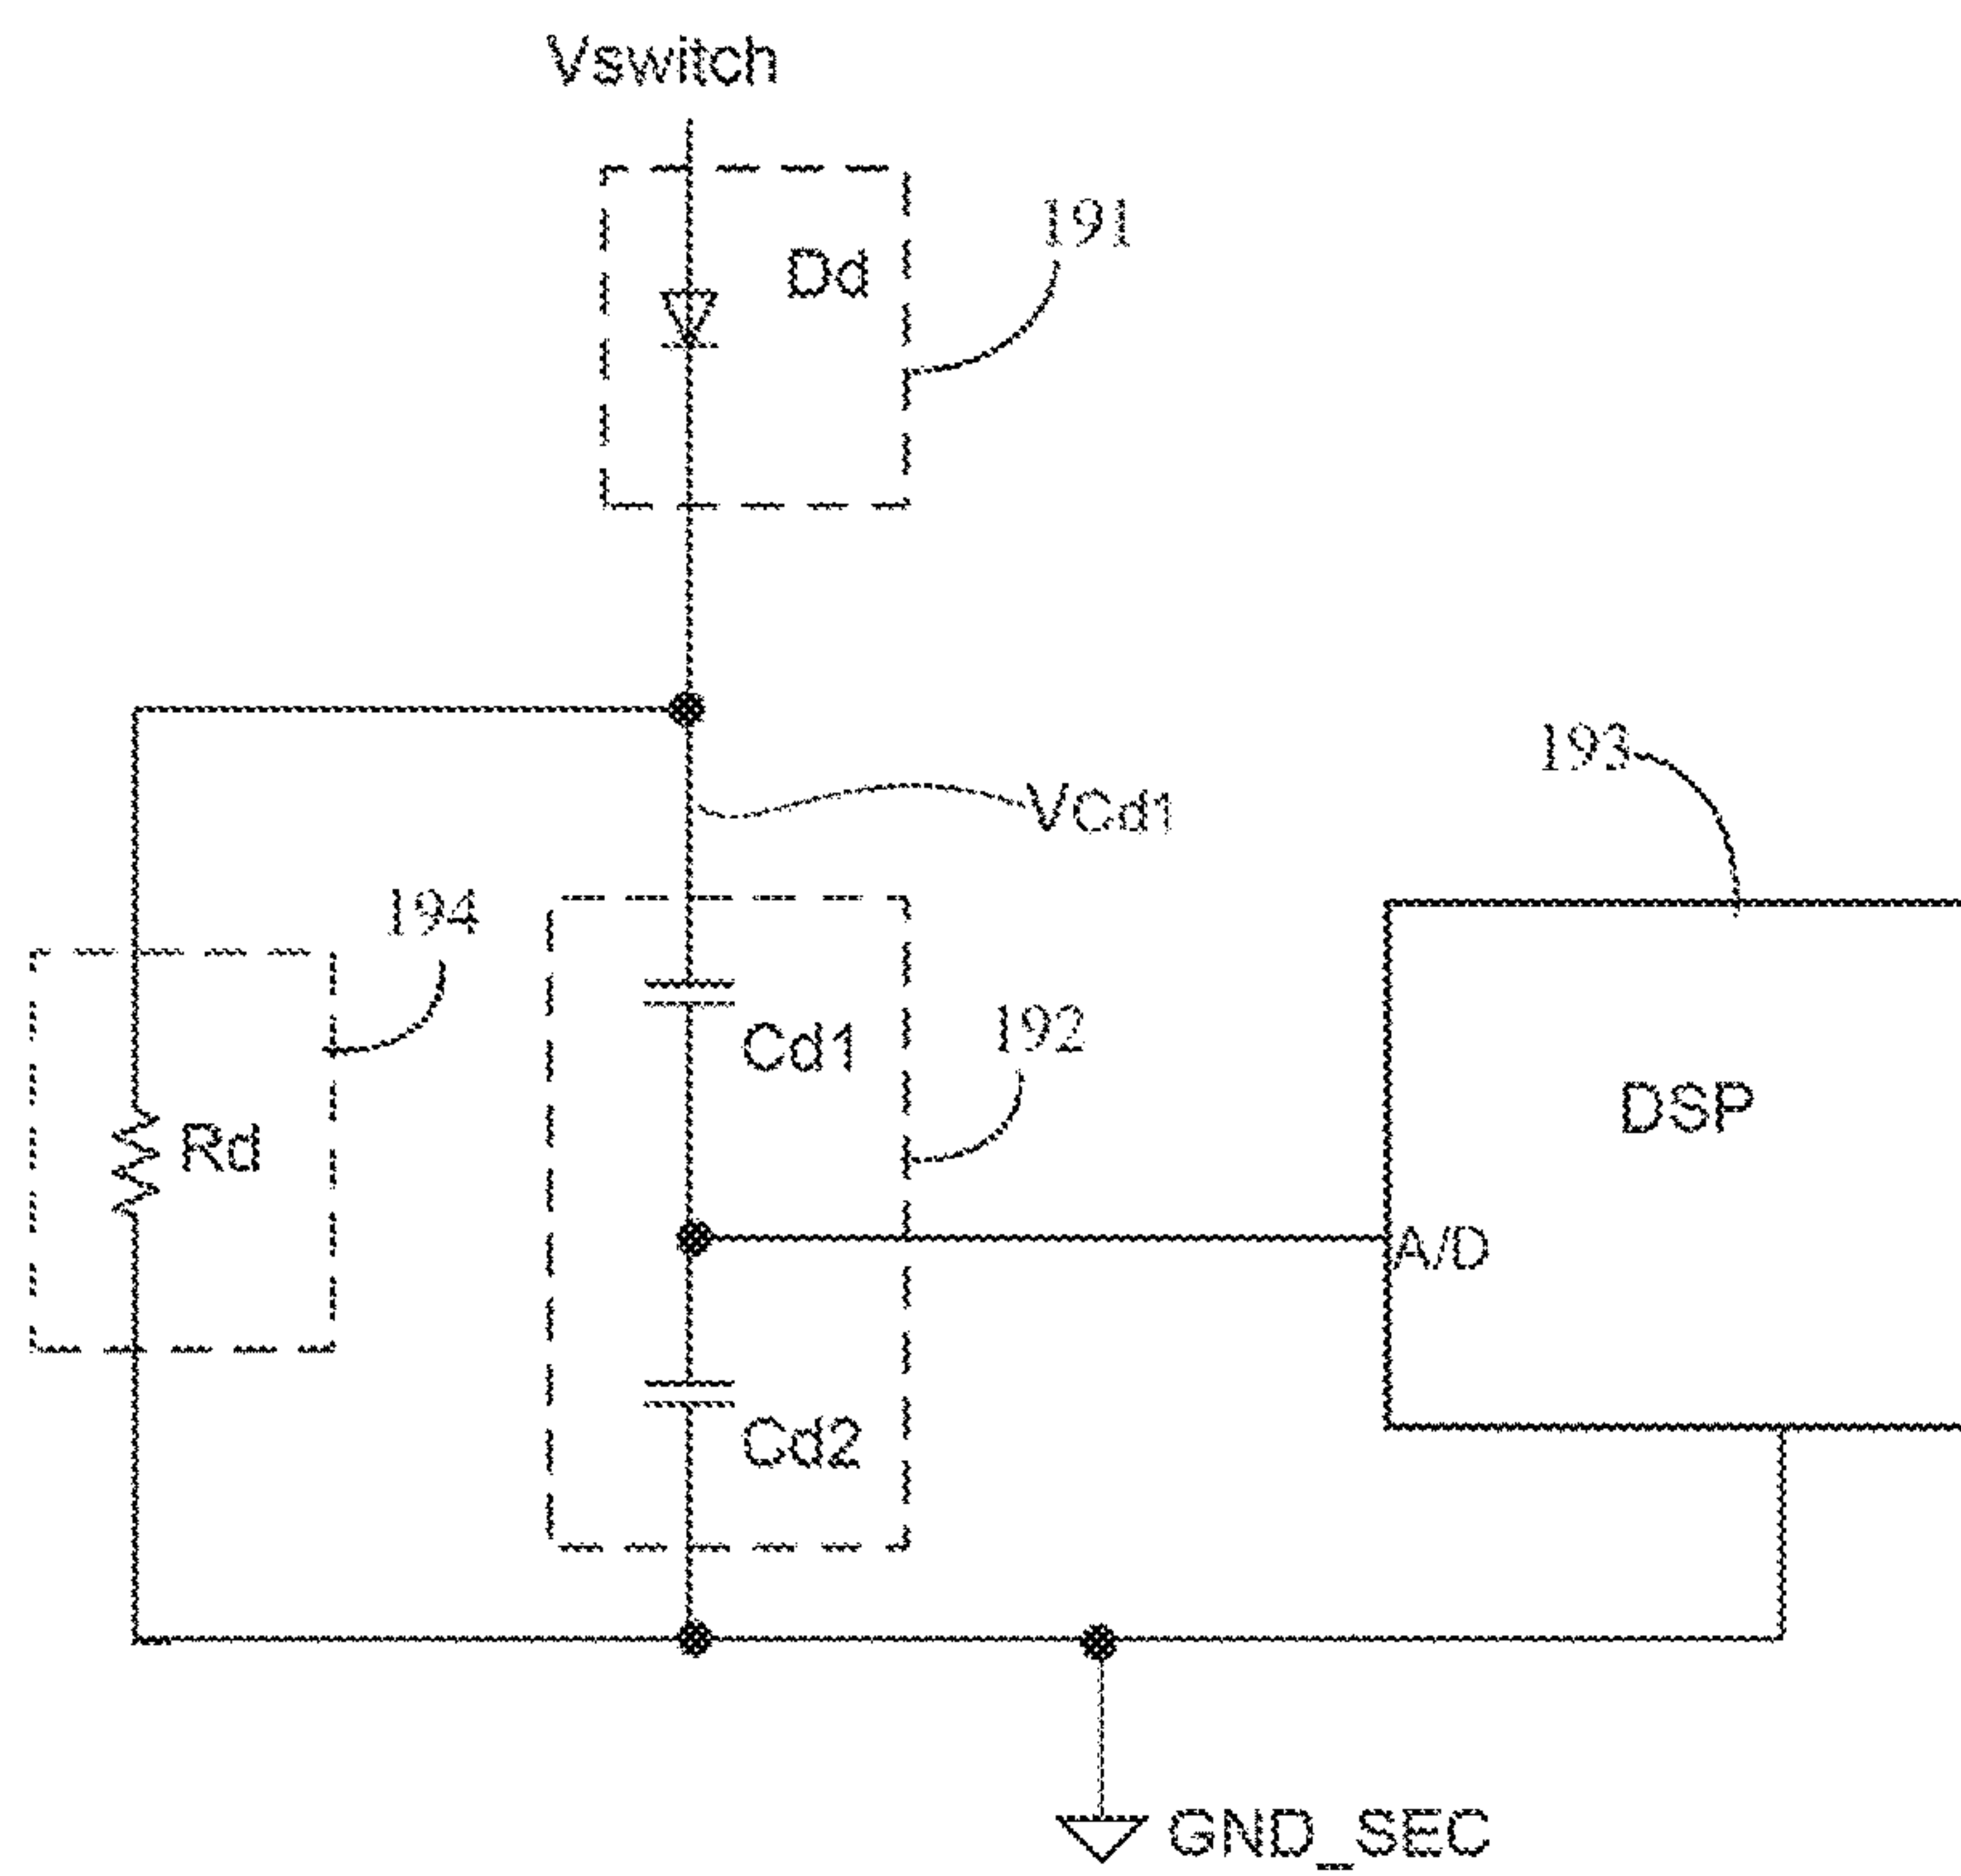 Vswitch
191
Dd
193
VCd1
194
192
Cd1
DSP
Rd
A/D
Cd2
GND_SEC